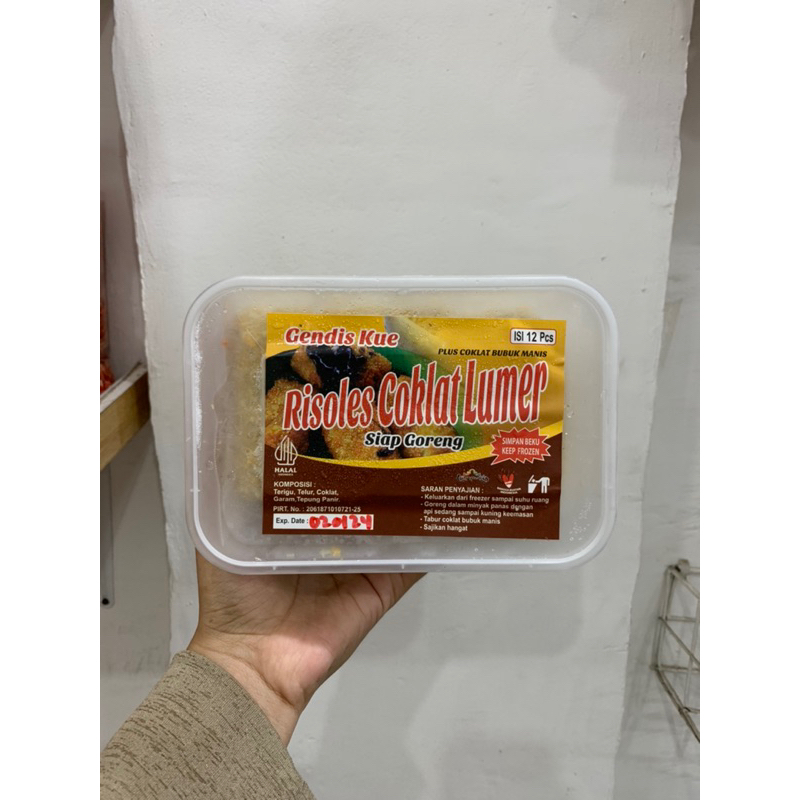 Gendis Kue
ISI 12 Pcs
PLUS COKLAT BUBUK MANIS
Risoles Coklat Lumer
Siap Goreng
SIMPAN BEKU
KEEP FROZEN
HALAL
INDONESIA
KOMPOSISI :
Terigu, Telur, Coklat,
Garam,Tepung Panir.
PIRT. No. : 2061871010721-25
Exp. Date : 020124
SARAN PENYAJIAN :
- Keluarkan dari freezer sampai suhu ruang
- Goreng dalam minyak panas dengan
api sedang sampai kuning keemasan
- Tabur coklat bubuk manis
- Sajikan hangat